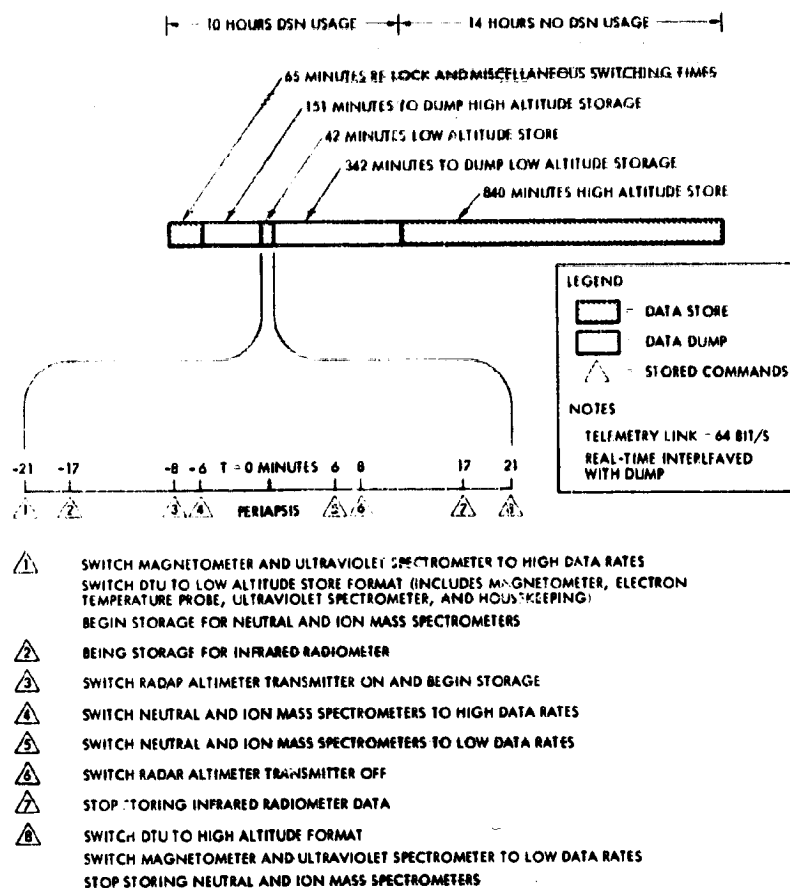 10 HOURS DSN USAGE
14 HOURS NO DSN USAGE
65 MINUTES RF LOCK AND MISCELLANEOUS SWITCHING TIMES
151 MINUTES TO DUMP HIGH ALTITUDE STORAGE
42 MINUTES LOW ALTITUDE STORE
342 MINUTES TO DUMP LOW ALTITUDE STORAGE
840 MINUTES HIGH ALTITUDE STORE
LEGEND
- DATA STORE
- DATA DUMP
- STORED COMMANDS
NOTES
TELEMETRY LINK - 64 BIT/S
REAL-TIME INTERLEAVED
WITH DUMP
-21 -17 -8 -6 T = 0 MINUTES 6 8 17 21
1 2 3 4 PERIAPSIS 5 6 7 8
1 SWITCH MAGNETOMETER AND ULTRAVIOLET SPECTROMETER TO HIGH DATA RATES
SWITCH DTU TO LOW ALTITUDE STORE FORMAT (INCLUDES MAGNETOMETER, ELECTRON
TEMPERATURE PROBE, ULTRAVIOLET SPECTROMETER, AND HOUSEKEEPING)
BEGIN STORAGE FOR NEUTRAL AND ION MASS SPECTROMETERS
2 BEING STORAGE FOR INFRARED RADIOMETER
3 SWITCH RADAR ALTIMETER TRANSMITTER ON AND BEGIN STORAGE
4 SWITCH NEUTRAL AND ION MASS SPECTROMETERS TO HIGH DATA RATES
5 SWITCH NEUTRAL AND ION MASS SPECTROMETERS TO LOW DATA RATES
6 SWITCH RADAR ALTIMETER TRANSMITTER OFF
7 STOP STORING INFRARED RADIOMETER DATA
8 SWITCH DTU TO HIGH ALTITUDE FORMAT
SWITCH MAGNETOMETER AND ULTRAVIOLET SPECTROMETER TO LOW DATA RATES
STOP STORING NEUTRAL AND ION MASS SPECTROMETERS